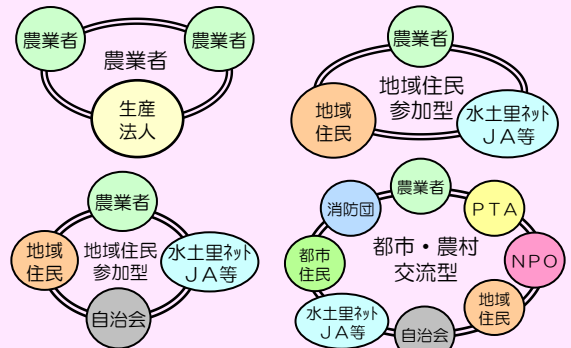 農業者
農業者
農業者
生産
法人
農業者
地域住民
参加型
地域
住民
水土里ネット
ＪＡ等
農業者
地域
住民
地域住民
参加型
水土里ネット
ＪＡ等
自治会
農業者
消防団
ＰＴＡ
都市
住民
都市・農村
交流型
ＮＰＯ
水土里ネット
ＪＡ等
地域
住民
自治会